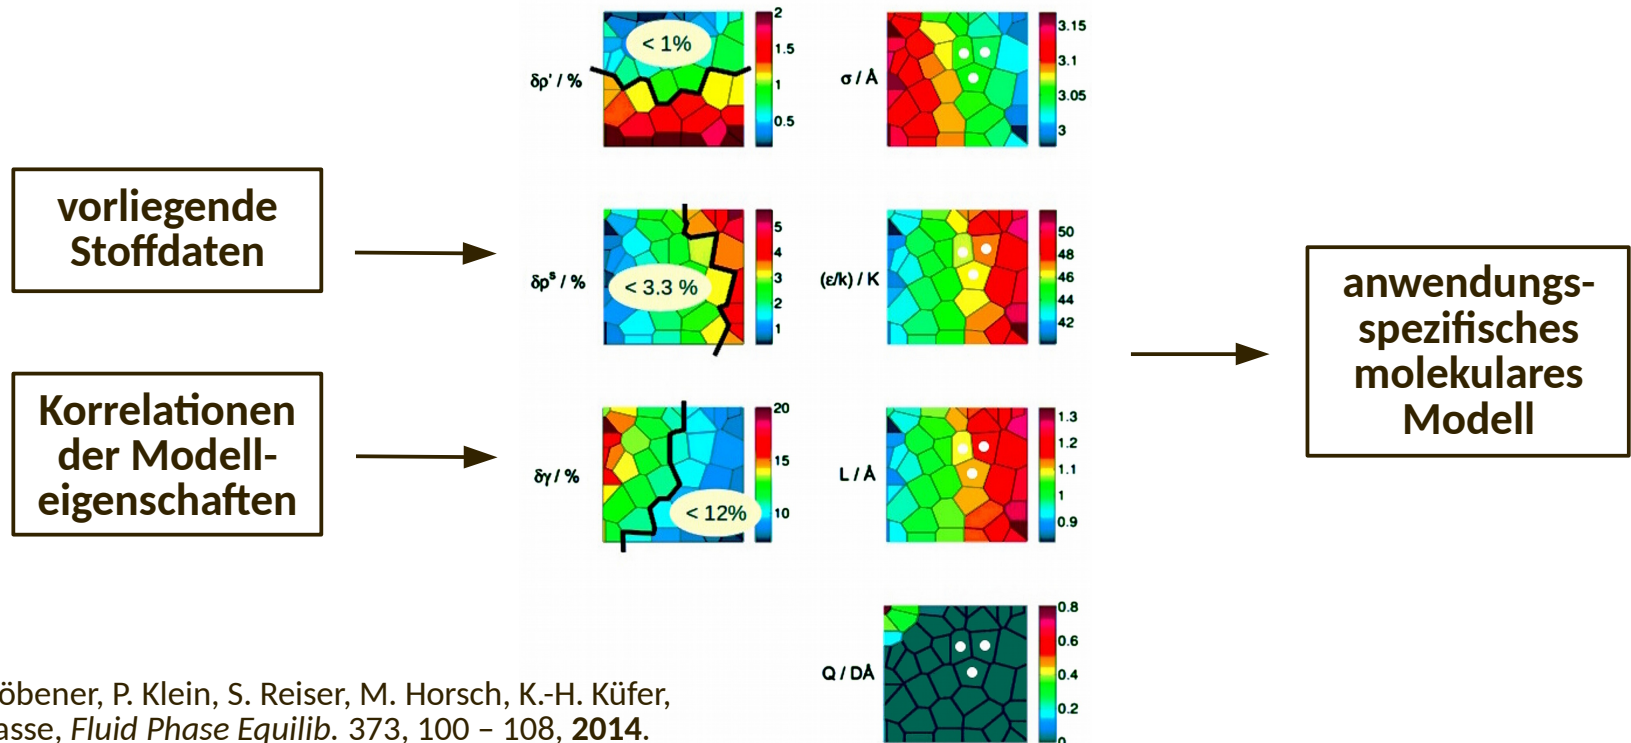 vorliegende
Stoffdaten
Korrelationen
der Modell-
eigenschaften
δρ' / %
< 1%
2
1.5
1
0.5
σ / Å
3.15
3.1
3.05
3
δpˢ / %
< 3.3 %
5
4
3
2
1
(ε/k) / K
50
48
46
44
42
δγ / %
< 12%
20
15
10
L / Å
1.3
1.2
1.1
1
0.9
Q / DÅ
0.8
0.6
0.4
0.2
0
anwendungs-
spezifisches
molekulares
Modell
öbener, P. Klein, S. Reiser, M. Horsch, K.-H. Küfer,
asse, Fluid Phase Equilib. 373, 100 – 108, 2014.